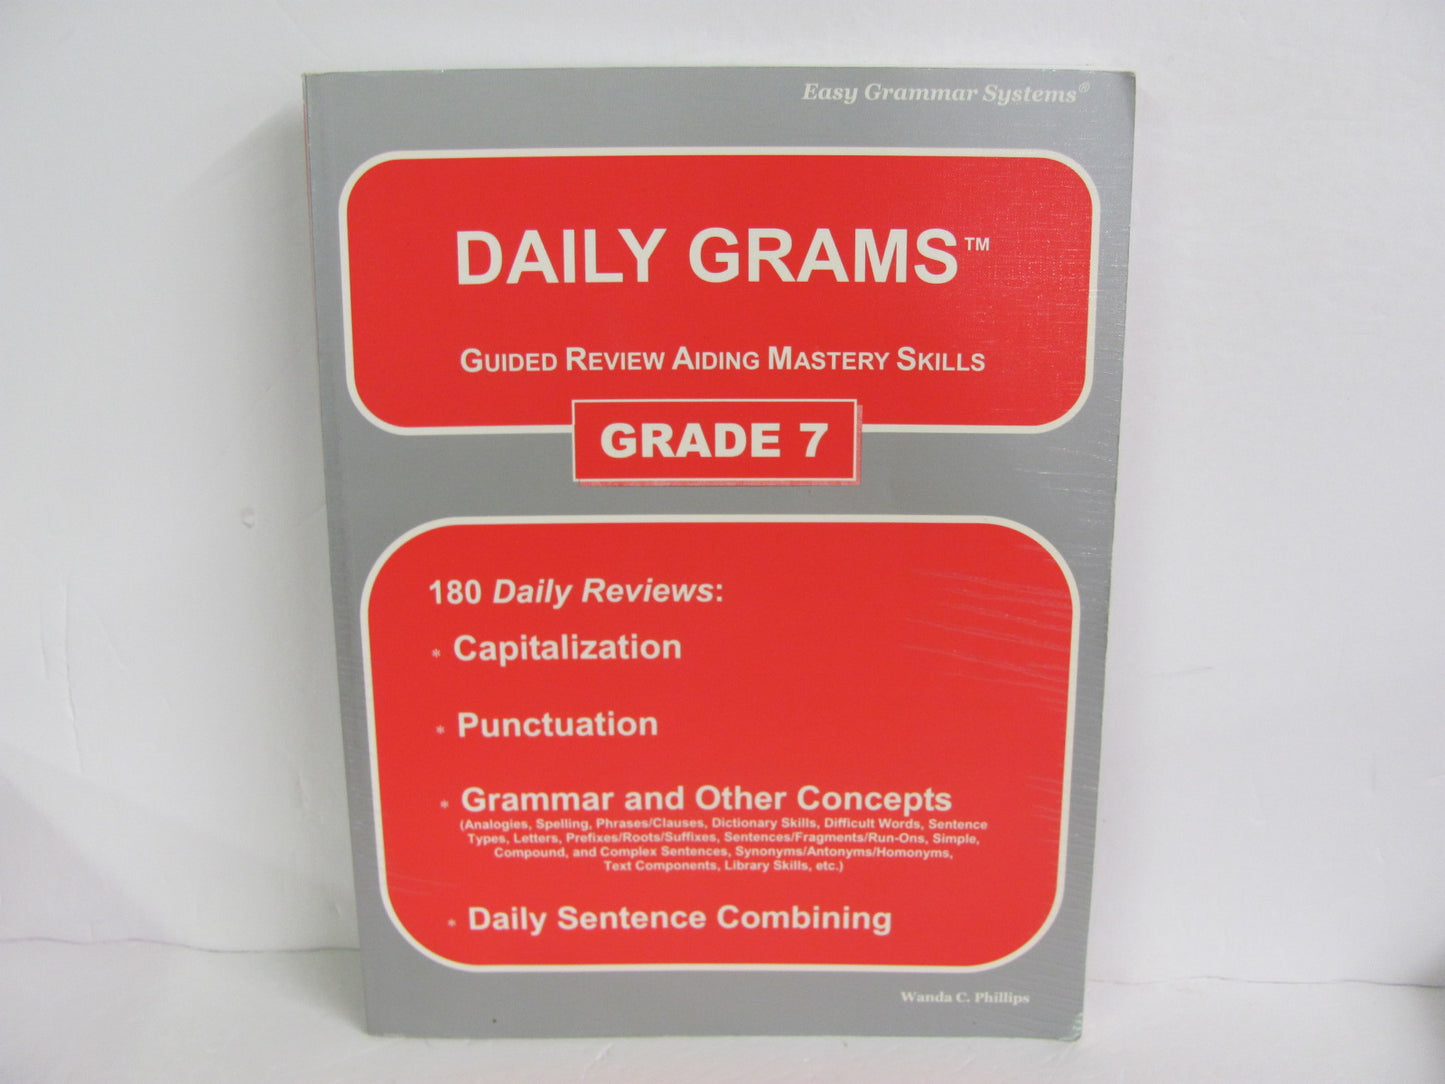 Easy Grammar Systems®
DAILY GRAMS™
GUIDED REVIEW AIDING MASTERY SKILLS
GRADE 7
180 Daily Reviews:
* Capitalization
* Punctuation
* Grammar and Other Concepts
(Analogies, Spelling, Phrases/Clauses, Dictionary Skills, Difficult Words, Sentence
Types, Letters, Prefixes/Roots/Suffixes, Sentences/Fragments/Run-Ons, Simple,
Compound, and Complex Sentences, Synonyms/Antonyms/Homonyms,
Text Components, Library Skills, etc.)
* Daily Sentence Combining
Wanda C. Phillips